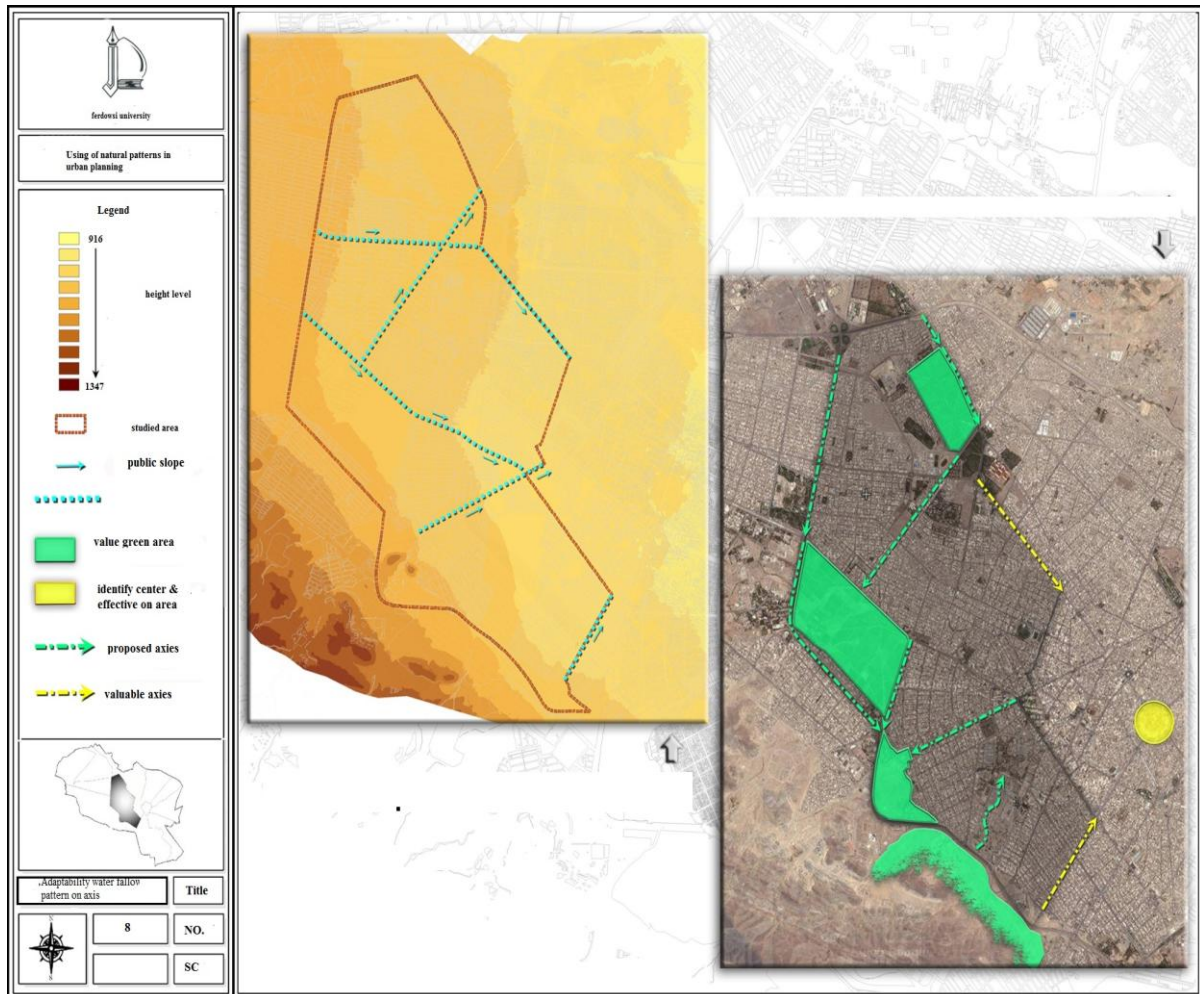 ferdowsi university
Using of natural patterns in
urban planning
Legend
916
height level
1347
studied area
public slope
value green area
identify center &
effective on area
proposed axies
valuable axies
.Adaptability water fallow
pattern on axis
Title
8
NO.
SC
N
S